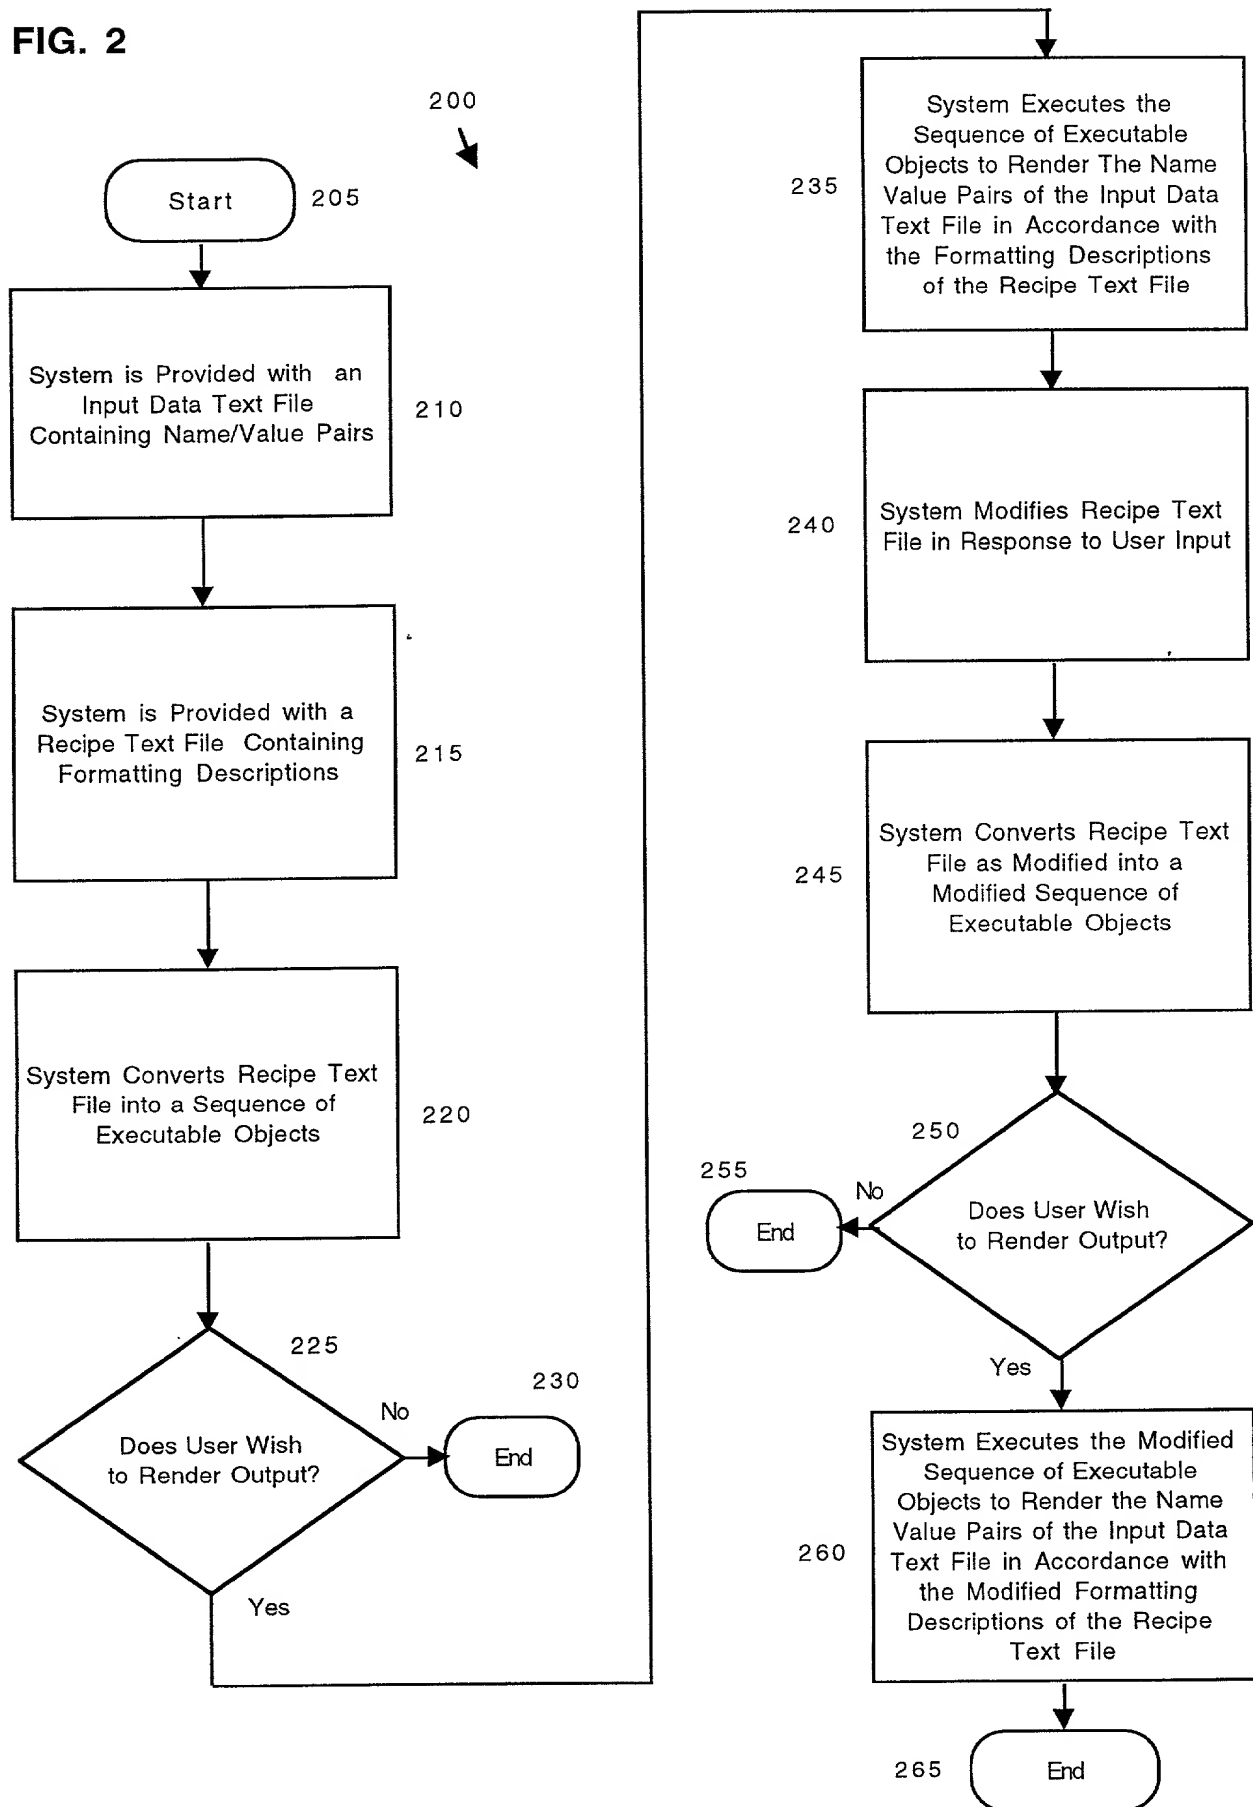 FIG. 2
200
Start
205
System is Provided with an
Input Data Text File
Containing Name/Value Pairs
210
System is Provided with a
Recipe Text File Containing
Formatting Descriptions
215
System Converts Recipe Text
File into a Sequence of
Executable Objects
220
225
Does User Wish
to Render Output?
No
230
End
Yes
System Executes the
Sequence of Executable
Objects to Render The Name
Value Pairs of the Input Data
Text File in Accordance with
the Formatting Descriptions
of the Recipe Text File
235
System Modifies Recipe Text
File in Response to User Input
240
System Converts Recipe Text
File as Modified into a
Modified Sequence of
Executable Objects
245
250
Does User Wish
to Render Output?
No
255
End
Yes
System Executes the Modified
Sequence of Executable
Objects to Render the Name
Value Pairs of the Input Data
Text File in Accordance with
the Modified Formatting
Descriptions of the Recipe
Text File
260
265
End